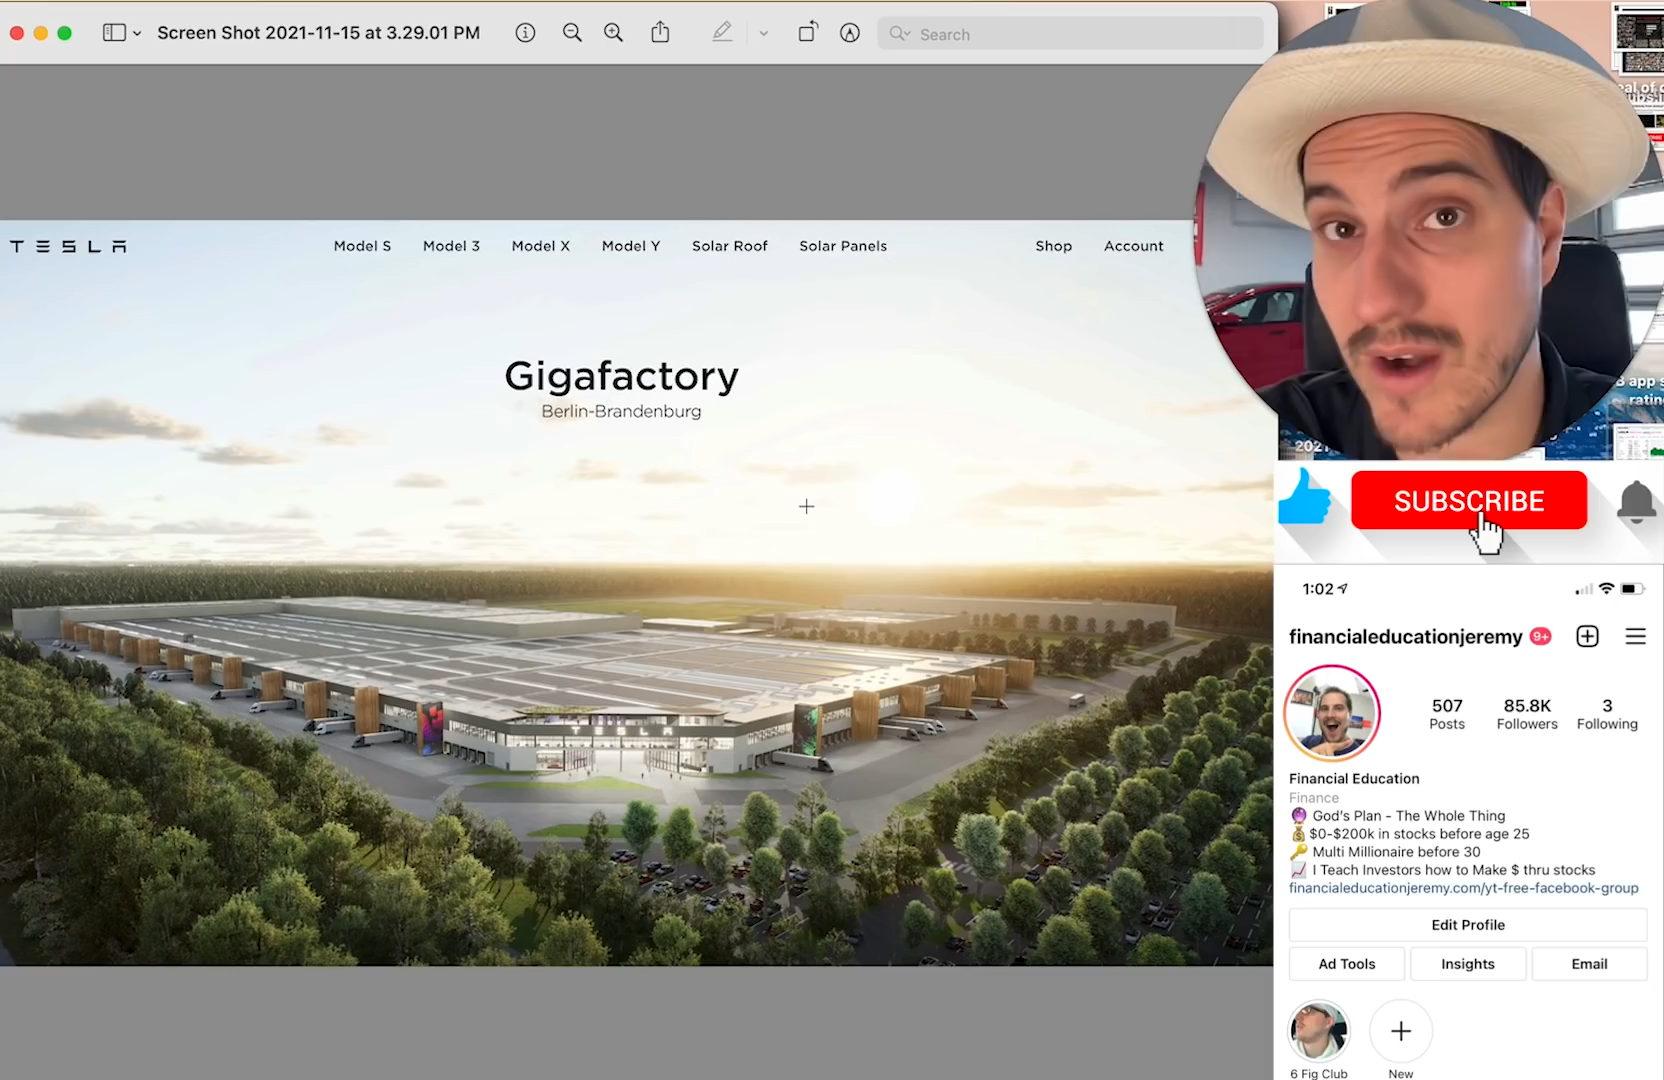 Screen Shot 2021-11-15 at 3.29.01 PM
Search
TESLA
Model S Model 3 Model X Model Y Solar Roof Solar Panels Shop Account
Gigafactory
Berlin-Brandenburg
TESLA
2021
app
SUBSCRIBE
1:02
financialeducationjeremy 9+
507 85.8K 3
Posts Followers Following
Financial Education
Finance
God's Plan - The Whole Thing
$0-$200k in stocks before age 25
Multi Millionaire before 30
I Teach Investors how to Make $ thru stocks
financialeducationjeremy.com/yt-free-facebook-group
Edit Profile
Ad Tools Insights Email
6 Fig Club New